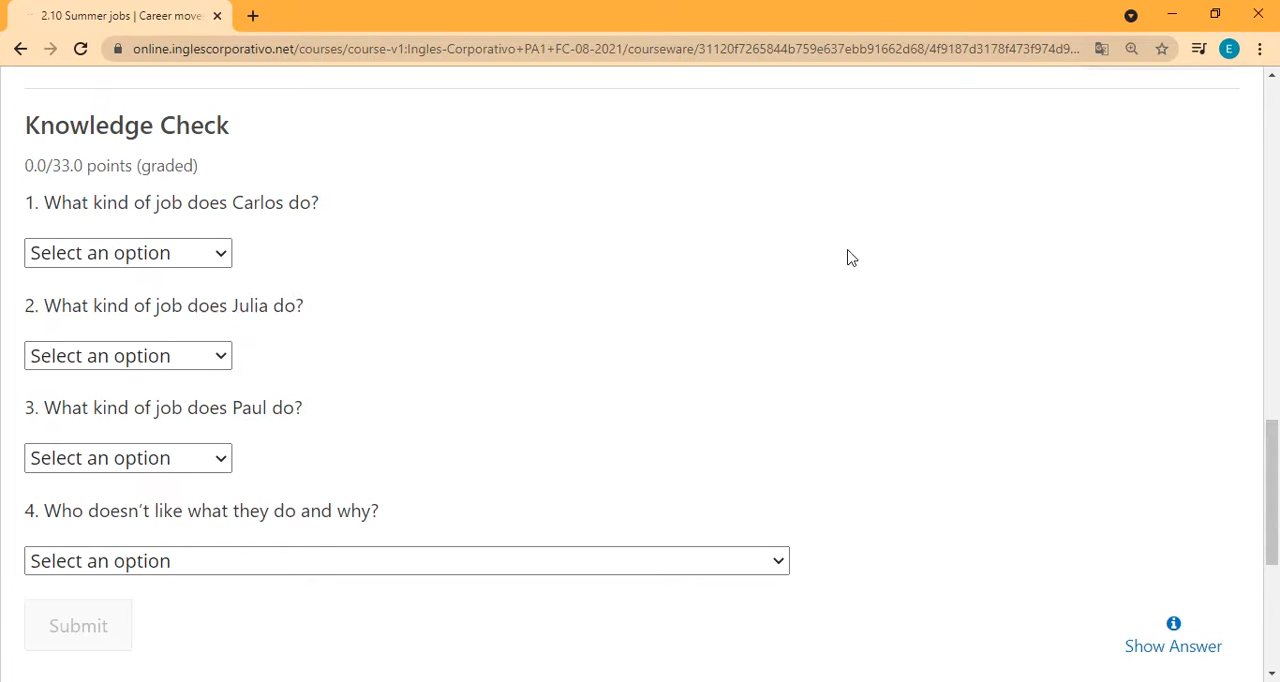 2.10 Summer jobs | Career move
online.inglescorporativo.net/courses/course-v1:Ingles-Corporativo+PA1+FC-08-2021/courseware/31120f7265844b759e637ebb91662d68/4f9187d3178f473f974d9...
E
Knowledge Check
0.0/33.0 points (graded)
1. What kind of job does Carlos do?
Select an option
2. What kind of job does Julia do?
Select an option
3. What kind of job does Paul do?
Select an option
4. Who doesn't like what they do and why?
Select an option
Submit
Show Answer